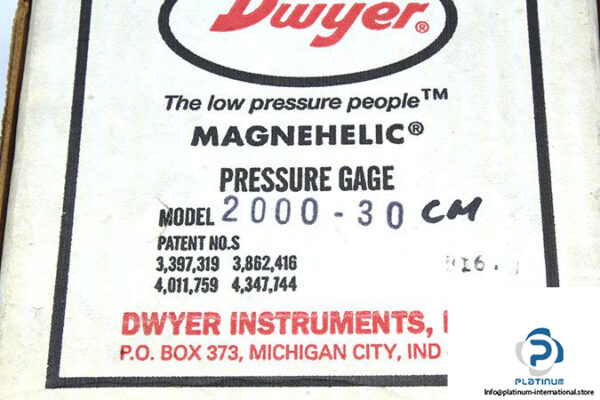 Dwyer®
The low pressure people™
MAGNEHELIC®
PRESSURE GAGE
MODEL 2000-30 CM
PATENT NO.S
3,397,319 3,862,416
4,011,759 4,347,744
DWYER INSTRUMENTS,
P.O. BOX 373, MICHIGAN CITY, IND
PLATINUM
Info@platinum-international.store